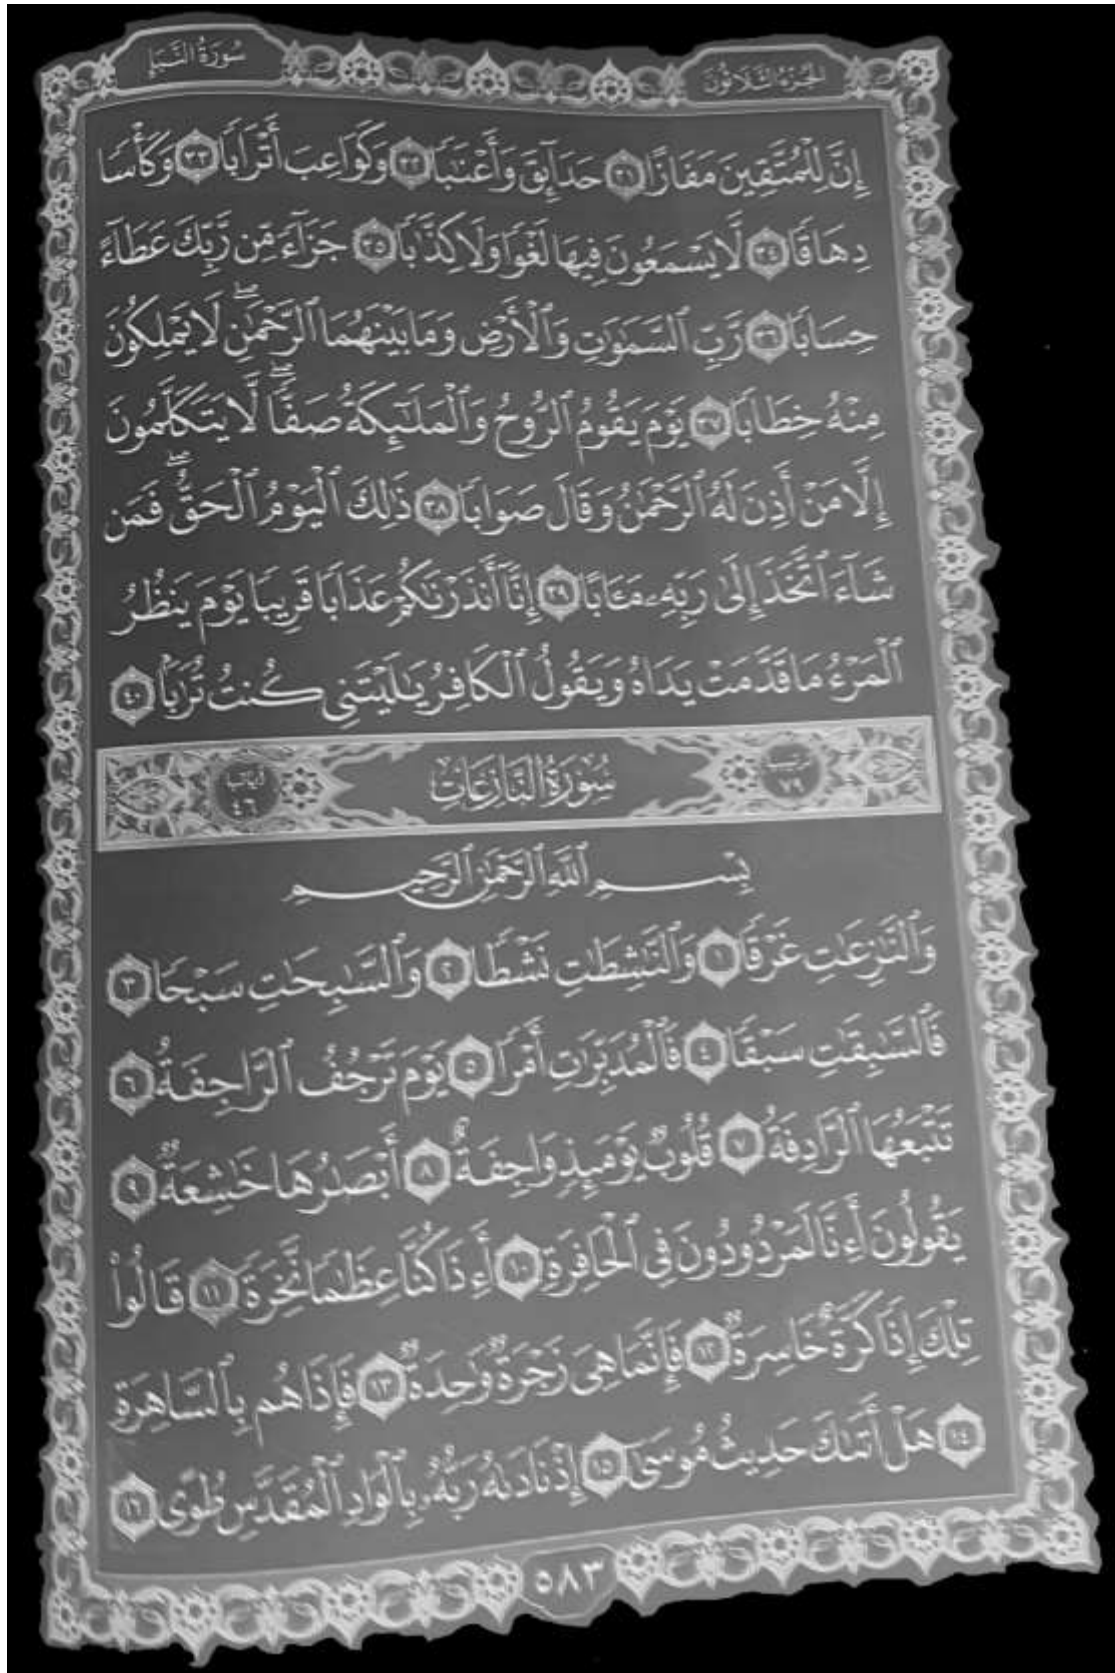 الجزء الثلاثون
سورة النبإ
إِنَّ لِلْمُتَّقِينَ مَفَازًا ٣١ حَدَآئِقَ وَأَعْنَٰبًا ٣٢ وَكَوَاعِبَ أَتْرَابًا ٣٣ وَكَأْسًا
دِهَاقًا ٣٤ لَّا يَسْمَعُونَ فِيهَا لَغْوًا وَلَا كِذَّٰبًا ٣٥ جَزَآءً مِّن رَّبِّكَ عَطَآءً
حِسَابًا ٣٦ رَّبِّ ٱلسَّمَٰوَٰتِ وَٱلْأَرْضِ وَمَا بَيْنَهُمَا ٱلرَّحْمَٰنِۖ لَا يَمْلِكُونَ
مِنْهُ خِطَابًا ٣٧ يَوْمَ يَقُومُ ٱلرُّوحُ وَٱلْمَلَٰٓئِكَةُ صَفًّاۖ لَّا يَتَكَلَّمُونَ
إِلَّا مَنْ أَذِنَ لَهُ ٱلرَّحْمَٰنُ وَقَالَ صَوَابًا ٣٨ ذَٰلِكَ ٱلْيَوْمُ ٱلْحَقُّۖ فَمَن
شَآءَ ٱتَّخَذَ إِلَىٰ رَبِّهِۦ مَـَٔابًا ٣٩ إِنَّآ أَنذَرْنَٰكُمْ عَذَابًا قَرِيبًا يَوْمَ يَنظُرُ
ٱلْمَرْءُ مَا قَدَّمَتْ يَدَاهُ وَيَقُولُ ٱلْكَافِرُ يَٰلَيْتَنِى كُنتُ تُرَٰبًۢا ٤٠
ترتيبها ٧٩ سُورَةُ النَّازِعَاتِ آياتها ٤٦
بِسْمِ ٱللَّهِ ٱلرَّحْمَٰنِ ٱلرَّحِيمِ
وَٱلنَّٰزِعَٰتِ غَرْقًا ١ وَٱلنَّٰشِطَٰتِ نَشْطًا ٢ وَٱلسَّٰبِحَٰتِ سَبْحًا ٣
فَٱلسَّٰبِقَٰتِ سَبْقًا ٤ فَٱلْمُدَبِّرَٰتِ أَمْرًا ٥ يَوْمَ تَرْجُفُ ٱلرَّاجِفَةُ ٦
تَتْبَعُهَا ٱلرَّادِفَةُ ٧ قُلُوبٌ يَوْمَئِذٍ وَاجِفَةٌ ٨ أَبْصَٰرُهَا خَٰشِعَةٌ ٩
يَقُولُونَ أَءِنَّا لَمَرْدُودُونَ فِى ٱلْحَافِرَةِ ١٠ أَءِذَا كُنَّا عِظَٰمًا نَّخِرَةً ١١ قَالُوا۟
تِلْكَ إِذًا كَرَّةٌ خَاسِرَةٌ ١٢ فَإِنَّمَا هِىَ زَجْرَةٌ وَٰحِدَةٌ ١٣ فَإِذَا هُم بِٱلسَّاهِرَةِ
١٤ هَلْ أَتَىٰكَ حَدِيثُ مُوسَىٰٓ ١٥ إِذْ نَادَىٰهُ رَبُّهُۥ بِٱلْوَادِ ٱلْمُقَدَّسِ طُوًى ١٦
٥٨٣